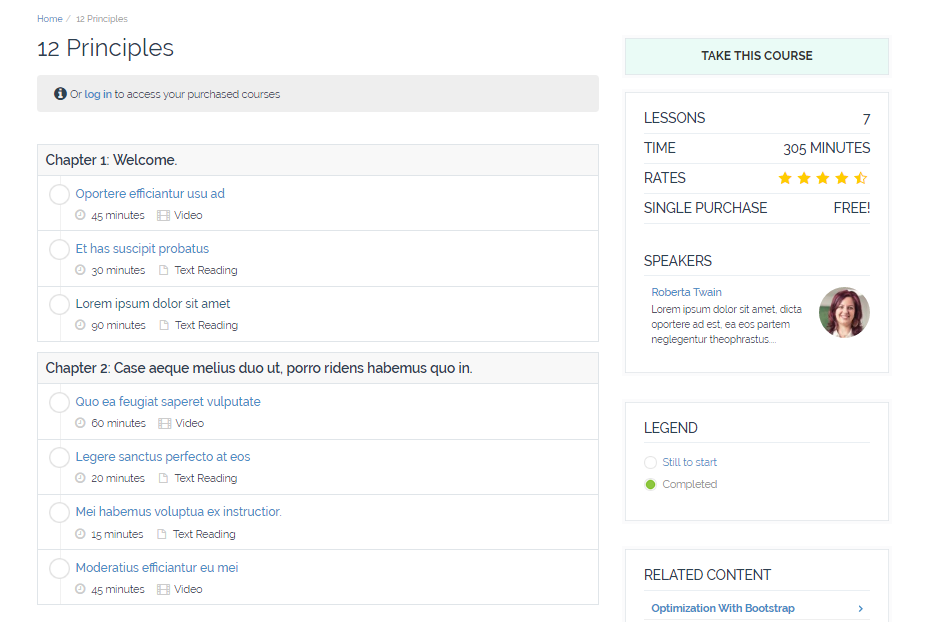 Home / 12 Principles
12 Principles
Or log in to access your purchased courses
Chapter 1: Welcome.
Oportere efficiantur usu ad
45 minutes Video
Et has suscipit probatus
30 minutes Text Reading
Lorem ipsum dolor sit amet
90 minutes Text Reading
Chapter 2: Case aeque melius duo ut, porro ridens habemus quo in.
Quo ea feugiat saperet vulputate
60 minutes Video
Legere sanctus perfecto at eos
20 minutes Text Reading
Mei habemus voluptua ex instructior.
15 minutes Text Reading
Moderatius efficiantur eu mei
45 minutes Video
TAKE THIS COURSE
LESSONS 7
TIME 305 MINUTES
RATES
SINGLE PURCHASE FREE!
SPEAKERS
Roberta Twain
Lorem ipsum dolor sit amet, dicta
oportere ad est, ea eos partem
neglegentur theophrastus....
LEGEND
Still to start
Completed
RELATED CONTENT
Optimization With Bootstrap